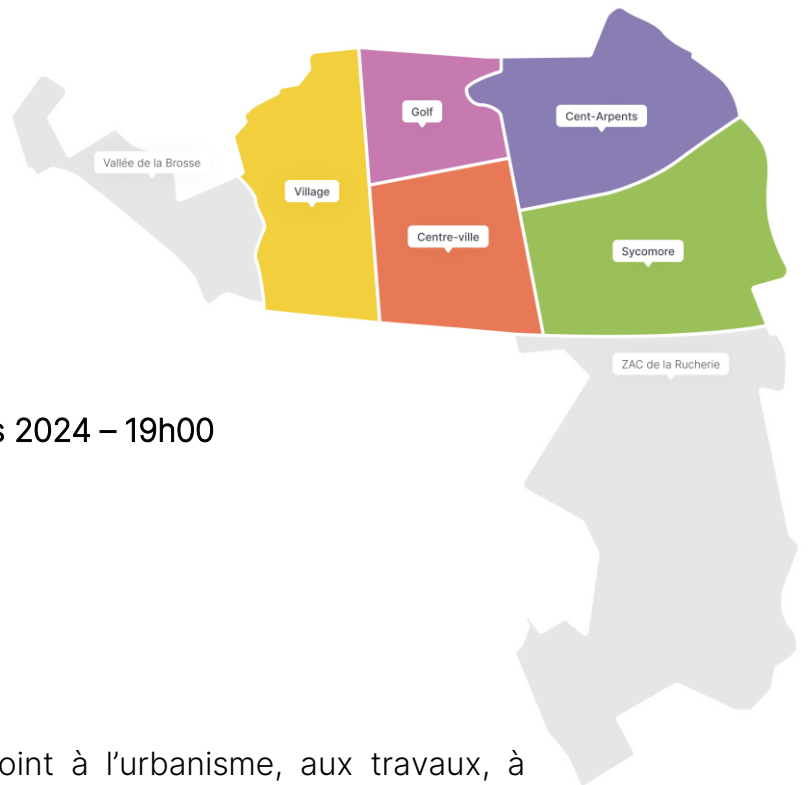 Golf
Cent-Arpents
Vallée de la Brosse
Village
Centre-ville
Sycomore
ZAC de la Rucherie
2024 – 19h00
à l’urbanisme, aux travaux, à